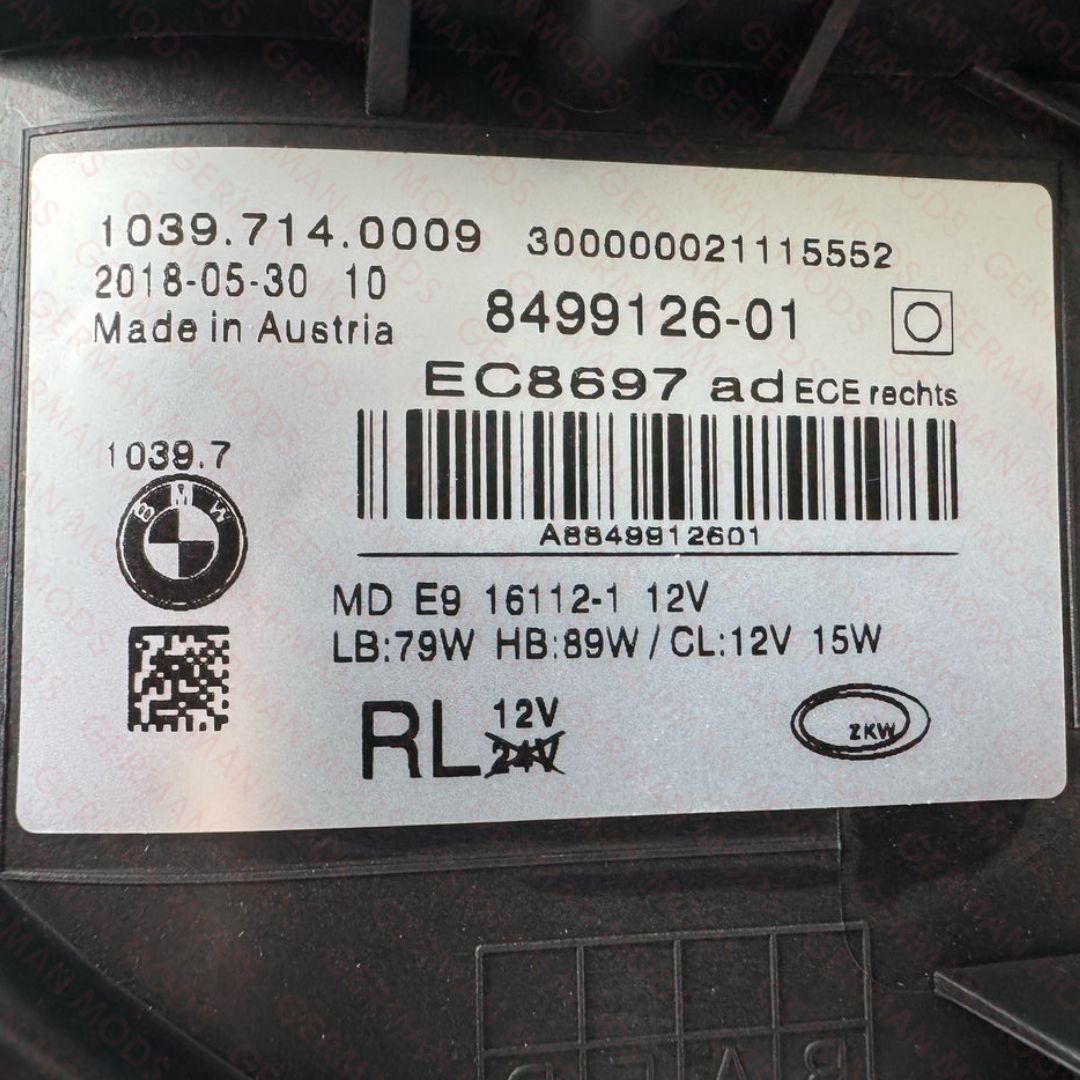 1039.714.0009 300000021115552
2018-05-30 10
Made in Austria
8499126-01
EC8697 ad ECE rechts
1039.7
BMW
A8849912601
MD E9 16112-1 12V
LB:79W HB:89W / CL:12V 15W
RL 12V
24V
ZKW
GERMAN MODS